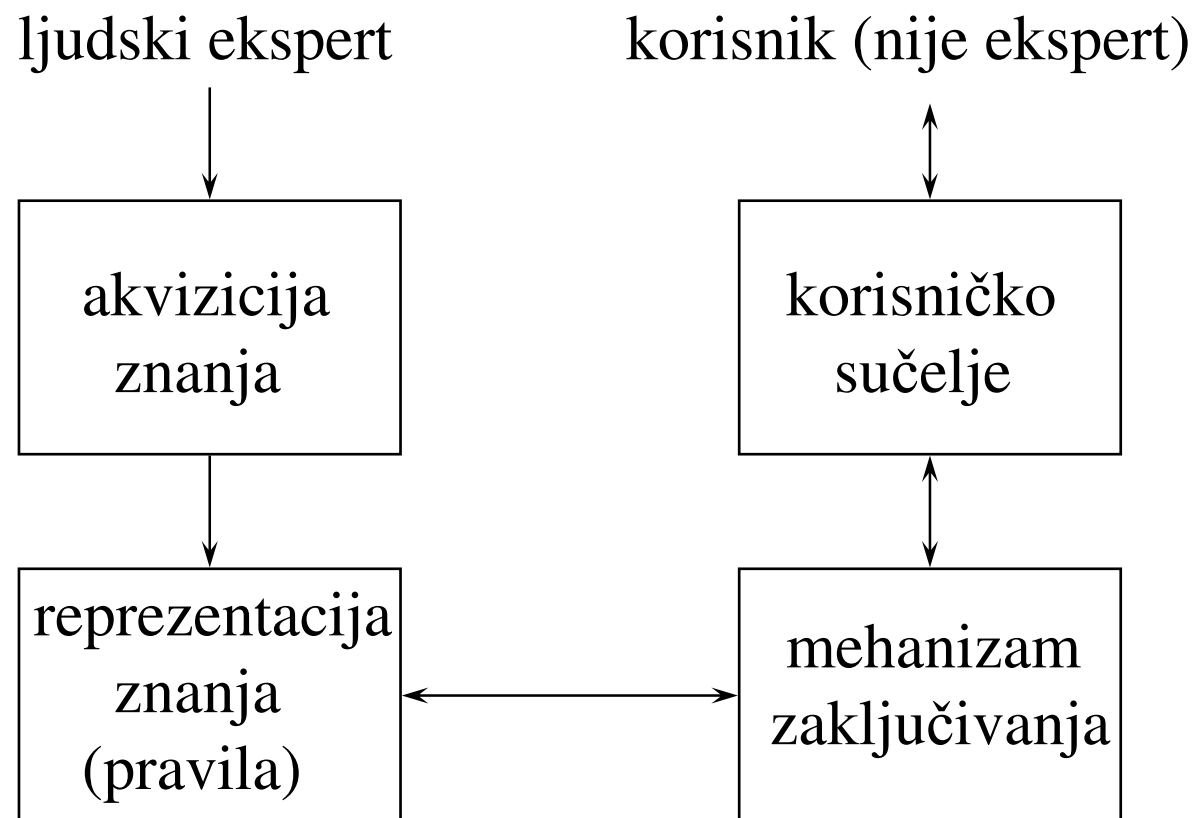 ljudski ekspert
korisnik (nije ekspert)
akvizicija
znanja
korisničko
sučelje
reprezentacija
znanja
(pravila)
mehanizam
zaključivanja